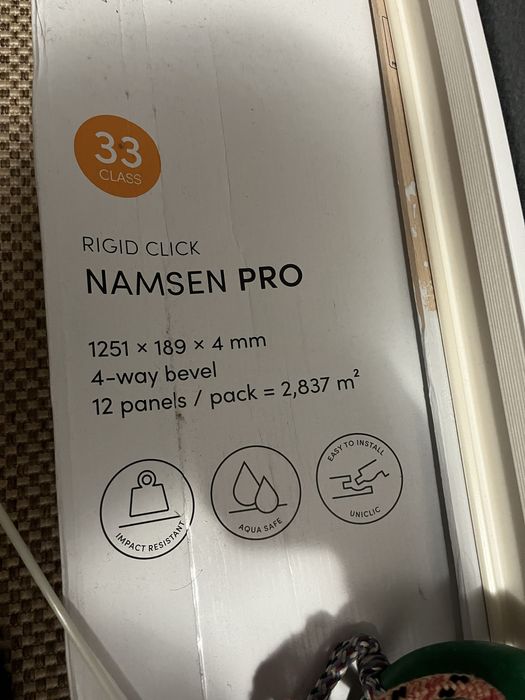 33
CLASS
RIGID CLICK
NAMSEN PRO
1251 × 189 × 4 mm
4-way bevel
12 panels / pack = 2,837 m²
IMPACT RESISTANT
AQUA SAFE
EASY TO INSTALL
UNICLIC